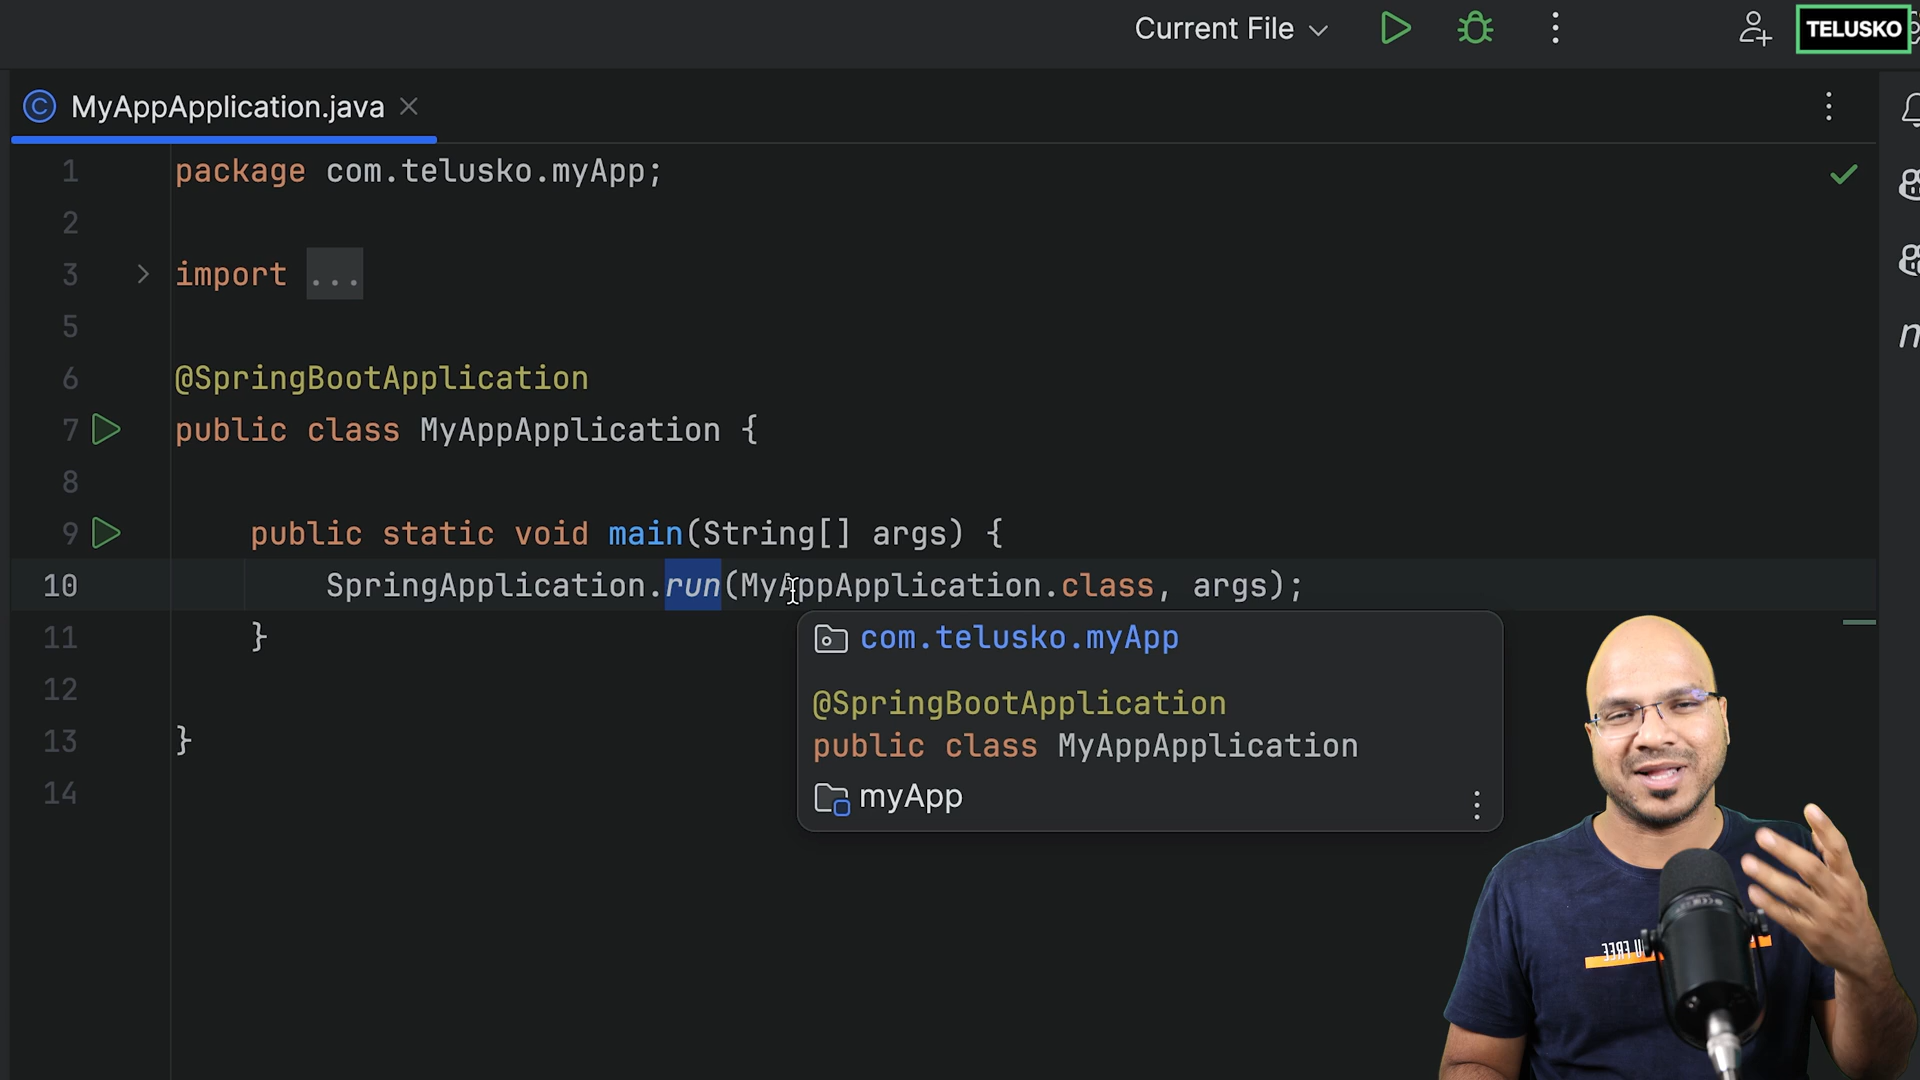 Current File
TELUSKO
MyAppApplication.java
1 package com.telusko.myApp;
2
3 import ...
5
6 @SpringBootApplication
7 public class MyAppApplication {
8
9 public static void main(String[] args) {
10 SpringApplication.run(MyAppApplication.class, args);
11 }
12
13 }
14
com.telusko.myApp
@SpringBootApplication
public class MyAppApplication
myApp